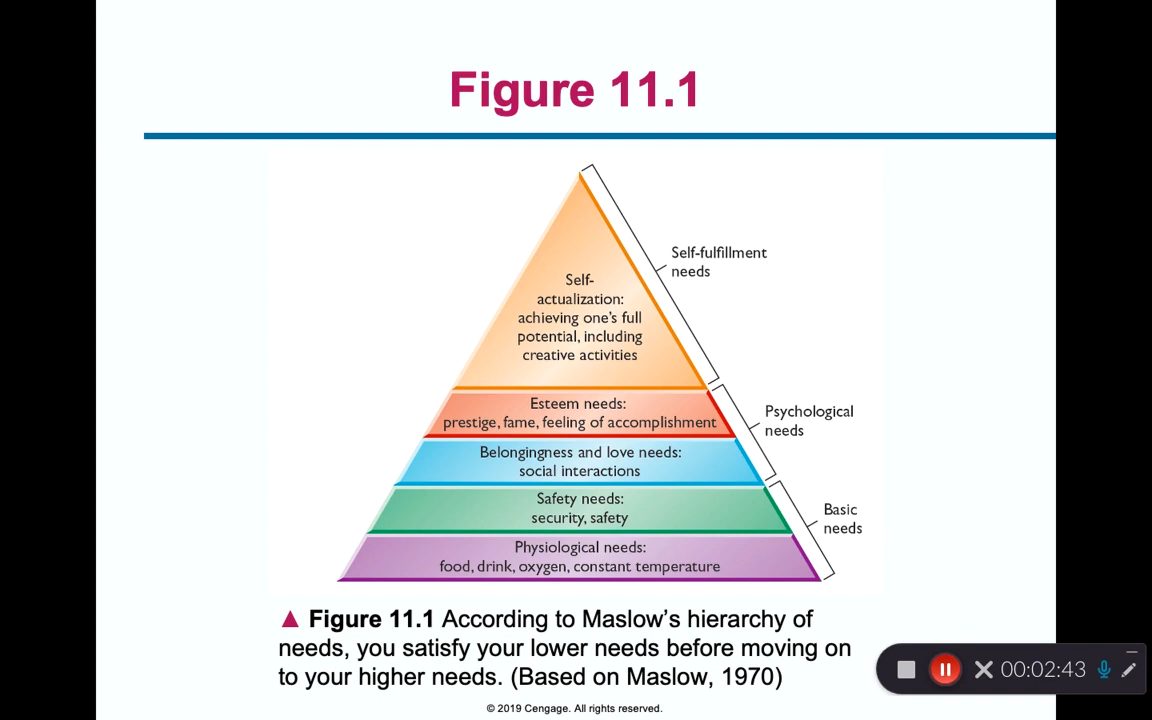 Figure 11.1
Self-
actualization:
achieving one's full
potential, including
creative activities
Self-fulfillment
needs
Esteem needs:
prestige, fame, feeling of accomplishment
Psychological
needs
Belongingness and love needs:
social interactions
Safety needs:
security, safety
Basic
needs
Physiological needs:
food, drink, oxygen, constant temperature
▲ Figure 11.1 According to Maslow's hierarchy of
needs, you satisfy your lower needs before moving on
to your higher needs. (Based on Maslow, 1970)
00:02:43
© 2019 Cengage. All rights reserved.